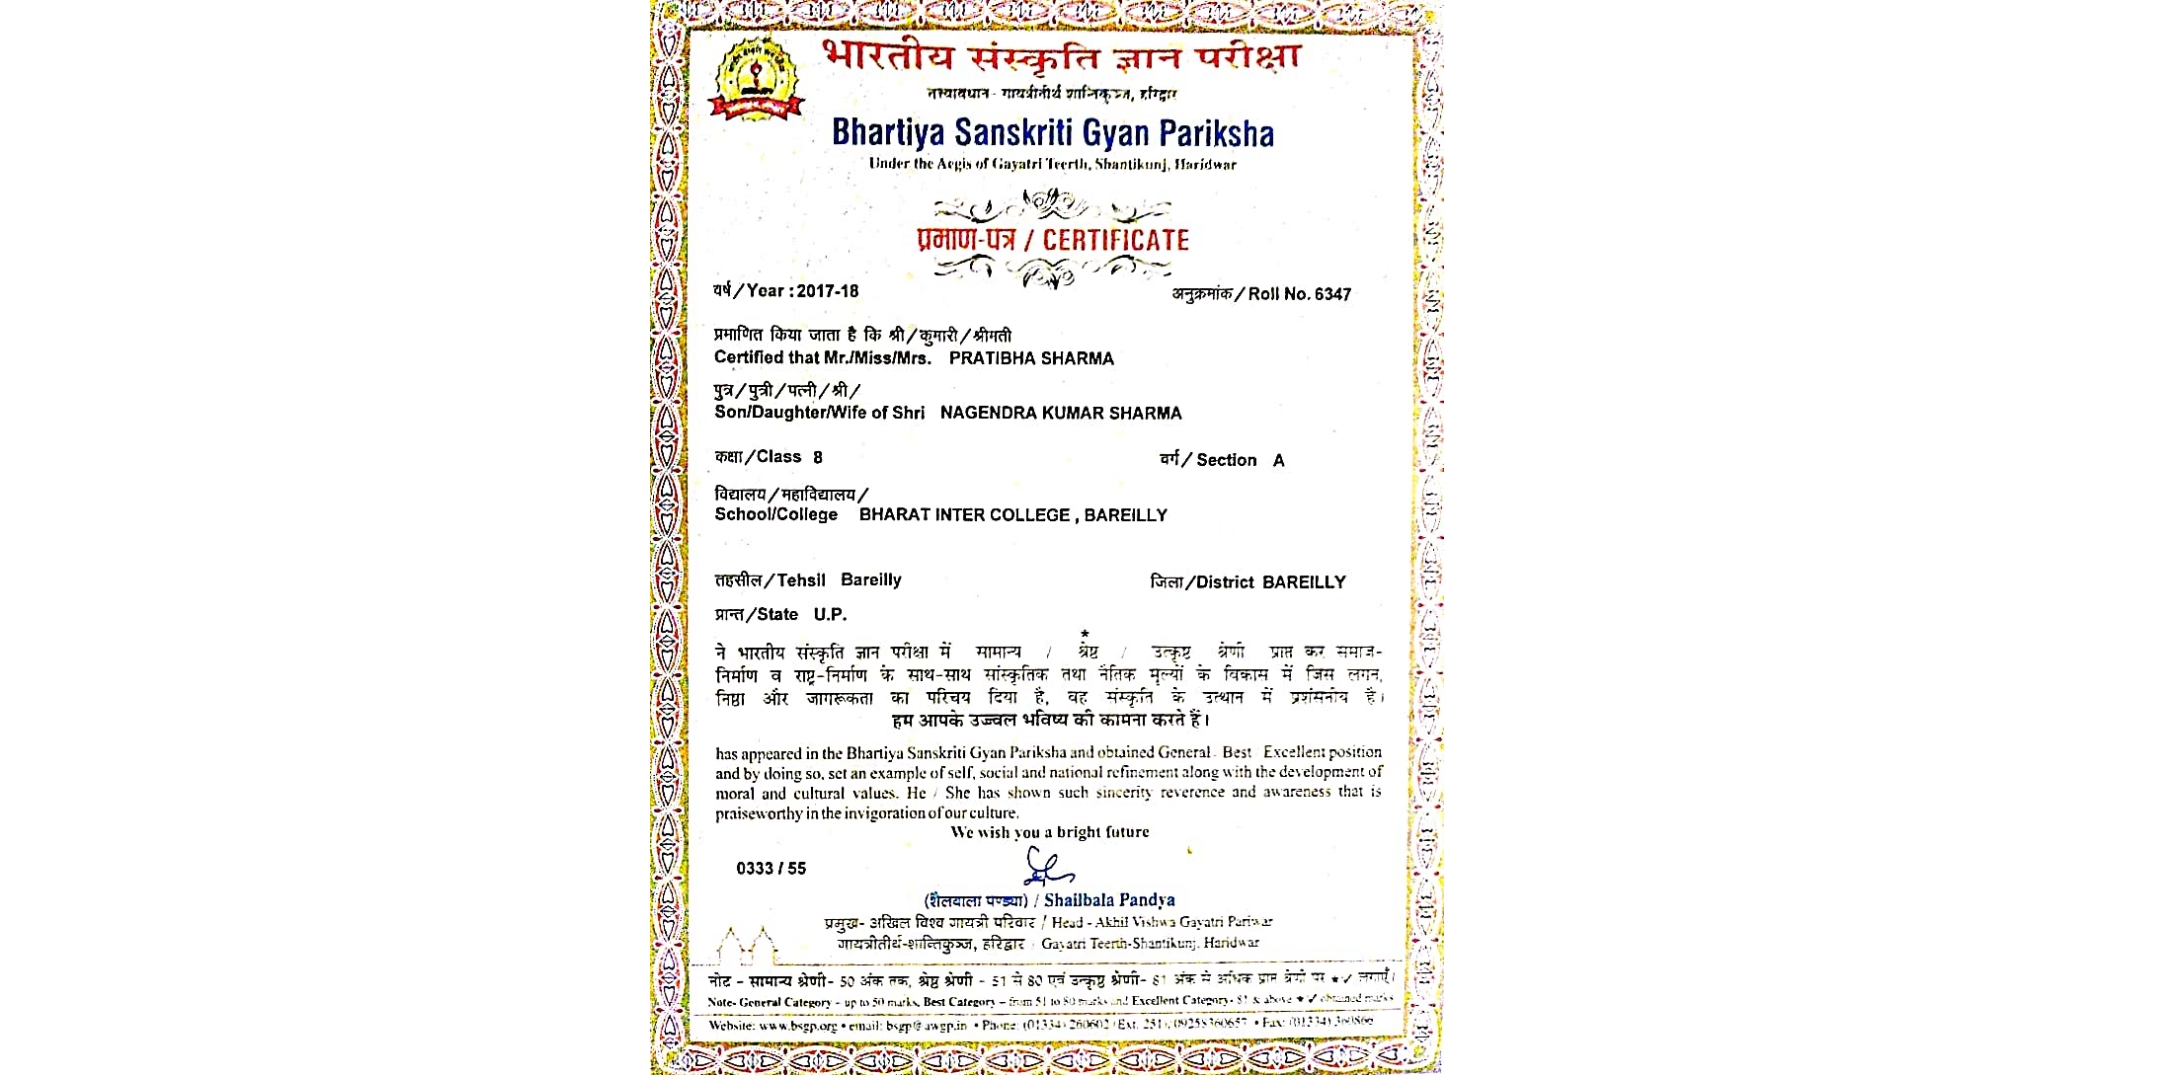 भारतीय संस्कृति ज्ञान परीक्षा
तत्त्वावधान - गायत्रीतीर्थ शान्तिकुञ्ज, हरिद्वार
Bhartiya Sanskriti Gyan Pariksha
Under the Aegis of Gayatri Teerth, Shantikunj, Haridwar
प्रमाण-पत्र / CERTIFICATE
वर्ष/Year : 2017-18 अनुक्रमांक/Roll No. 6347
प्रमाणित किया जाता है कि श्री/कुमारी/श्रीमती
Certified that Mr./Miss/Mrs. PRATIBHA SHARMA
पुत्र/पुत्री/पत्नी/श्री/
Son/Daughter/Wife of Shri NAGENDRA KUMAR SHARMA
कक्षा/Class 8 वर्ग/Section A
विद्यालय/महाविद्यालय/
School/College BHARAT INTER COLLEGE , BAREILLY
तहसील/Tehsil Bareilly जिला/District BAREILLY
प्रान्त/State U.P.
*
ने भारतीय संस्कृति ज्ञान परीक्षा में सामान्य / श्रेष्ठ / उत्कृष्ट श्रेणी प्राप्त कर समाज-
निर्माण व राष्ट्र-निर्माण के साथ-साथ सांस्कृतिक तथा नैतिक मूल्यों के विकास में जिस लगन,
निष्ठा और जागरूकता का परिचय दिया है, वह संस्कृति के उत्थान में प्रशंसनीय है।
हम आपके उज्ज्वल भविष्य की कामना करते हैं।
has appeared in the Bhartiya Sanskriti Gyan Pariksha and obtained General Best Excellent position
and by doing so, set an example of self, social and national refinement along with the development of
moral and cultural values. He / She has shown such sincerity reverence and awareness that is
praiseworthy in the invigoration of our culture.
We wish you a bright future
0333 / 55
(शैलबाला पण्ड्या) / Shailbala Pandya
प्रमुख- अखिल विश्व गायत्री परिवार / Head - Akhil Vishwa Gayatri Pariwar
गायत्रीतीर्थ-शान्तिकुञ्ज, हरिद्वार / Gayatri Teerth-Shantikunj, Haridwar
नोट - सामान्य श्रेणी- 50 अंक तक, श्रेष्ठ श्रेणी - 51 से 80 एवं उत्कृष्ट श्रेणी- 81 अंक से अधिक प्राप्त श्रेणी पर ★✓ लगाएँ।
Note- General Category - up to 50 marks, Best Category - from 51 to 80 marks and Excellent Category- 81 & above ★ ✓ obtained marks
Website: www.bsgp.org • email: bsgp@awgp.in • Phone: (01334) 260602 (Ext. 251), 09258360657 • Fax: (01334)